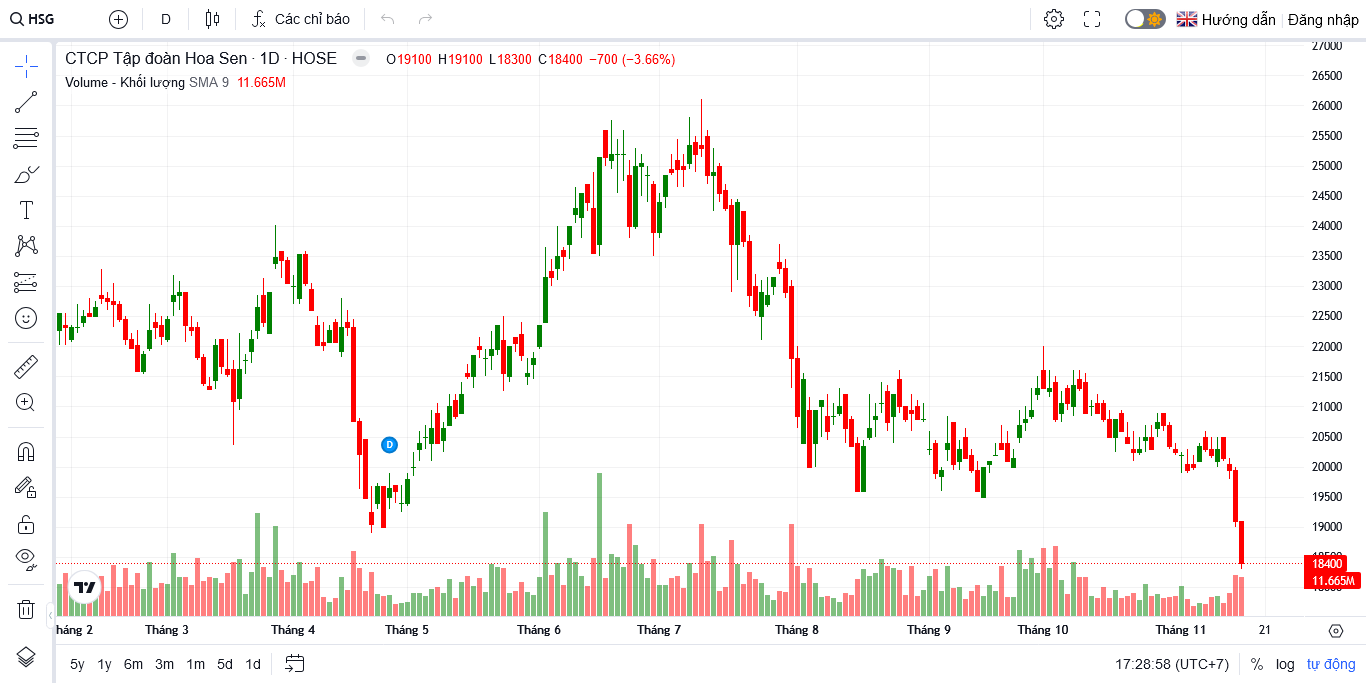 HSG D Các chỉ báo Hướng dẫn Đăng nhập
CTCP Tập đoàn Hoa Sen · 1D · HOSE O19100 H19100 L18300 C18400 −700 (−3.66%)
Volume - Khối lượng SMA 9 11.665M
27000
26500
26000
25500
25000
24500
24000
23500
23000
22500
22000
21500
21000
20500
20000
19500
19000
18500
18400
11.665M
18000
D
háng 2 Tháng 3 Tháng 4 Tháng 5 Tháng 6 Tháng 7 Tháng 8 Tháng 9 Tháng 10 Tháng 11 21
5y 1y 6m 3m 1m 5d 1d 17:28:58 (UTC+7) % log tự động